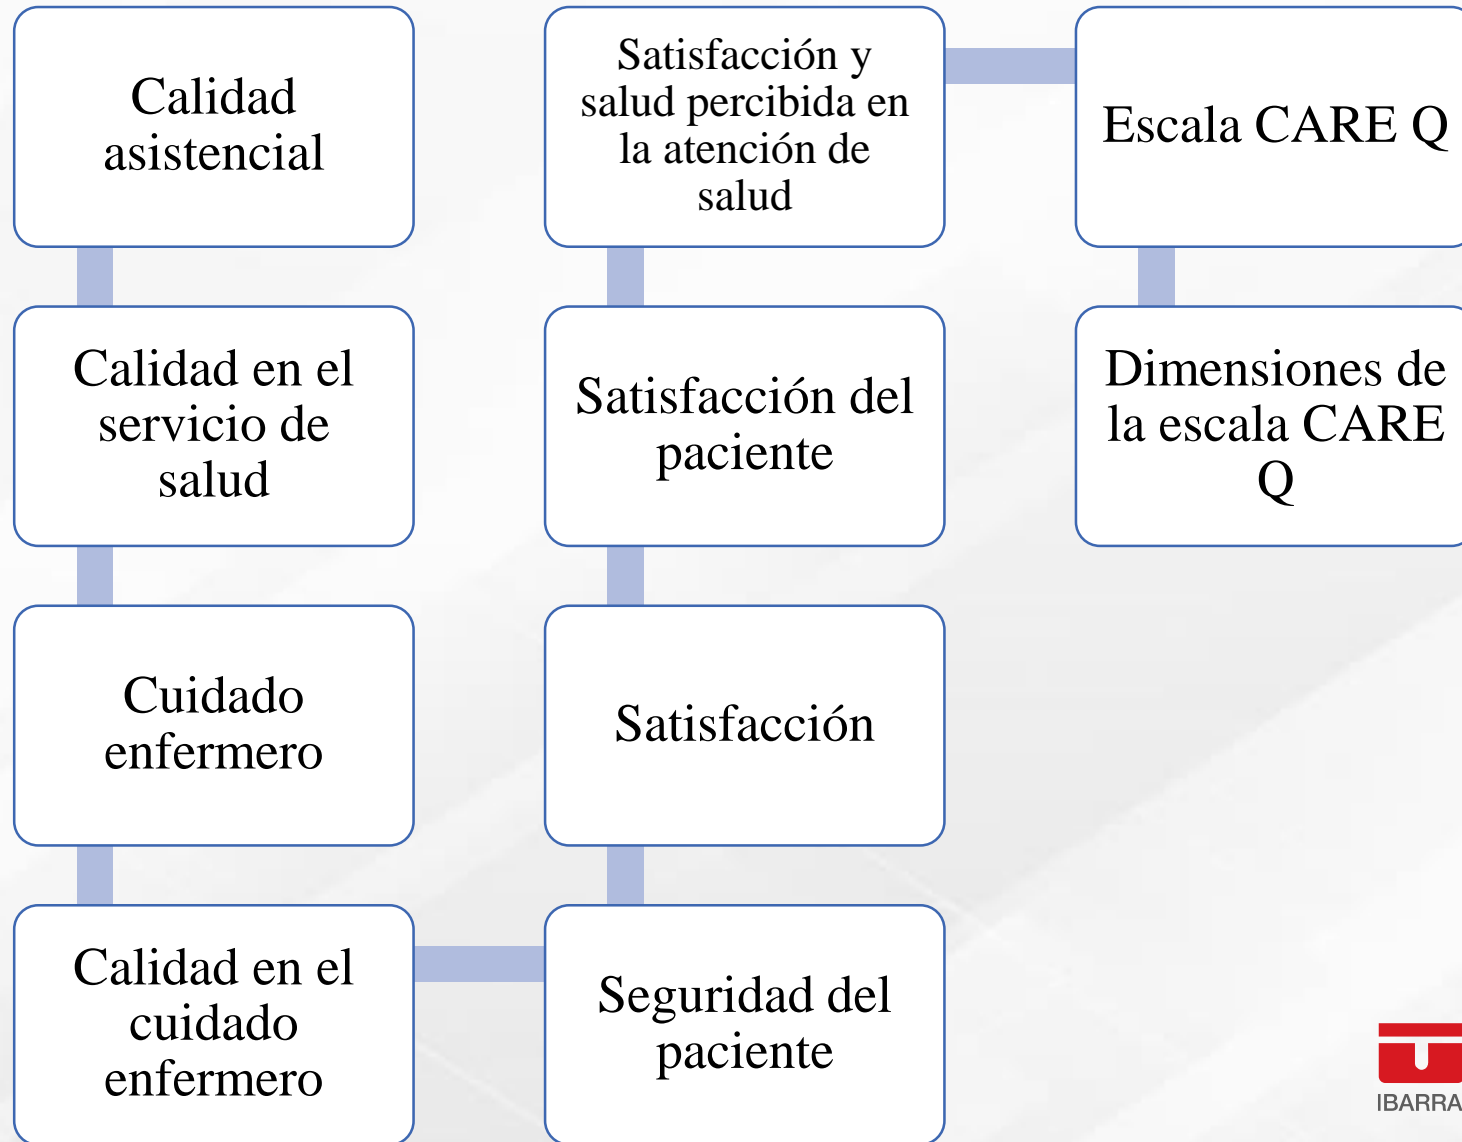 Calidad
asistencial
Calidad en el
servicio de
salud
Cuidado
enfermero
Calidad en el
cuidado
enfermero
Seguridad del
paciente
Satisfacción
Satisfacción del
paciente
Satisfacción y
salud percibida en
la atención de
salud
Escala CARE Q
Dimensiones de
la escala CARE
Q
IBARRA